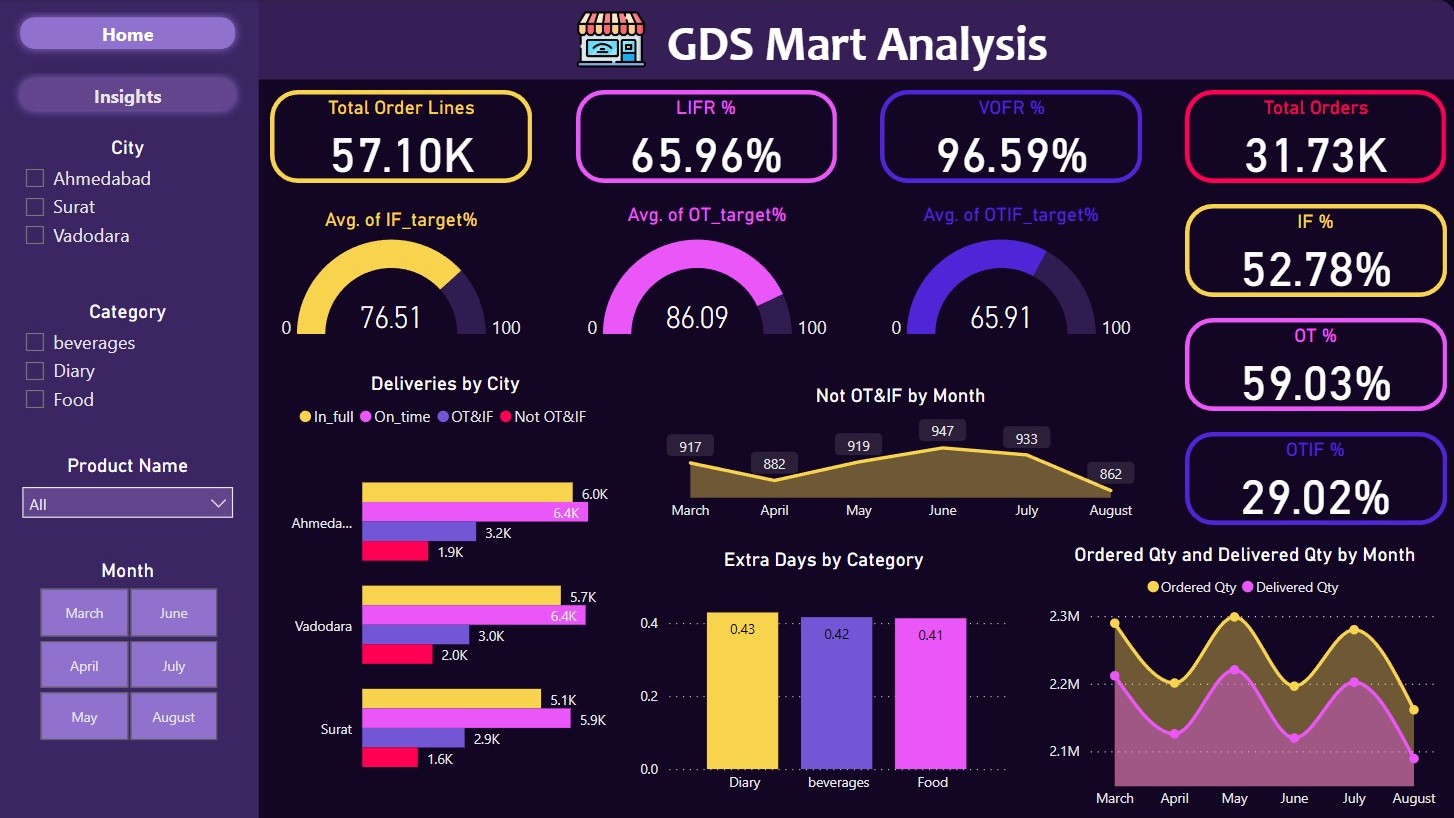 Home
Insights
City
Ahmedabad
Surat
Vadodara
Category
beverages
Diary
Food
Product Name
All
Month
March June
April July
May August
GDS Mart Analysis
Total Order Lines
57.10K
LIFR %
65.96%
VOFR %
96.59%
Total Orders
31.73K
Avg. of IF_target%
76.51
0 100
Avg. of OT_target%
86.09
0 100
Avg. of OTIF_target%
65.91
0 100
IF %
52.78%
OT %
59.03%
OTIF %
29.02%
Deliveries by City
In_full On_time OT&IF Not OT&IF
Ahmeda...
6.0K
6.4K
3.2K
1.9K
Vadodara
5.7K
6.4K
3.0K
2.0K
Surat
5.1K
5.9K
2.9K
1.6K
Not OT&IF by Month
917 882 919 947 933 862
March April May June July August
Extra Days by Category
0.4
0.2
0.0
0.43 0.42 0.41
Diary beverages Food
Ordered Qty and Delivered Qty by Month
Ordered Qty Delivered Qty
2.3M
2.2M
2.1M
March April May June July August